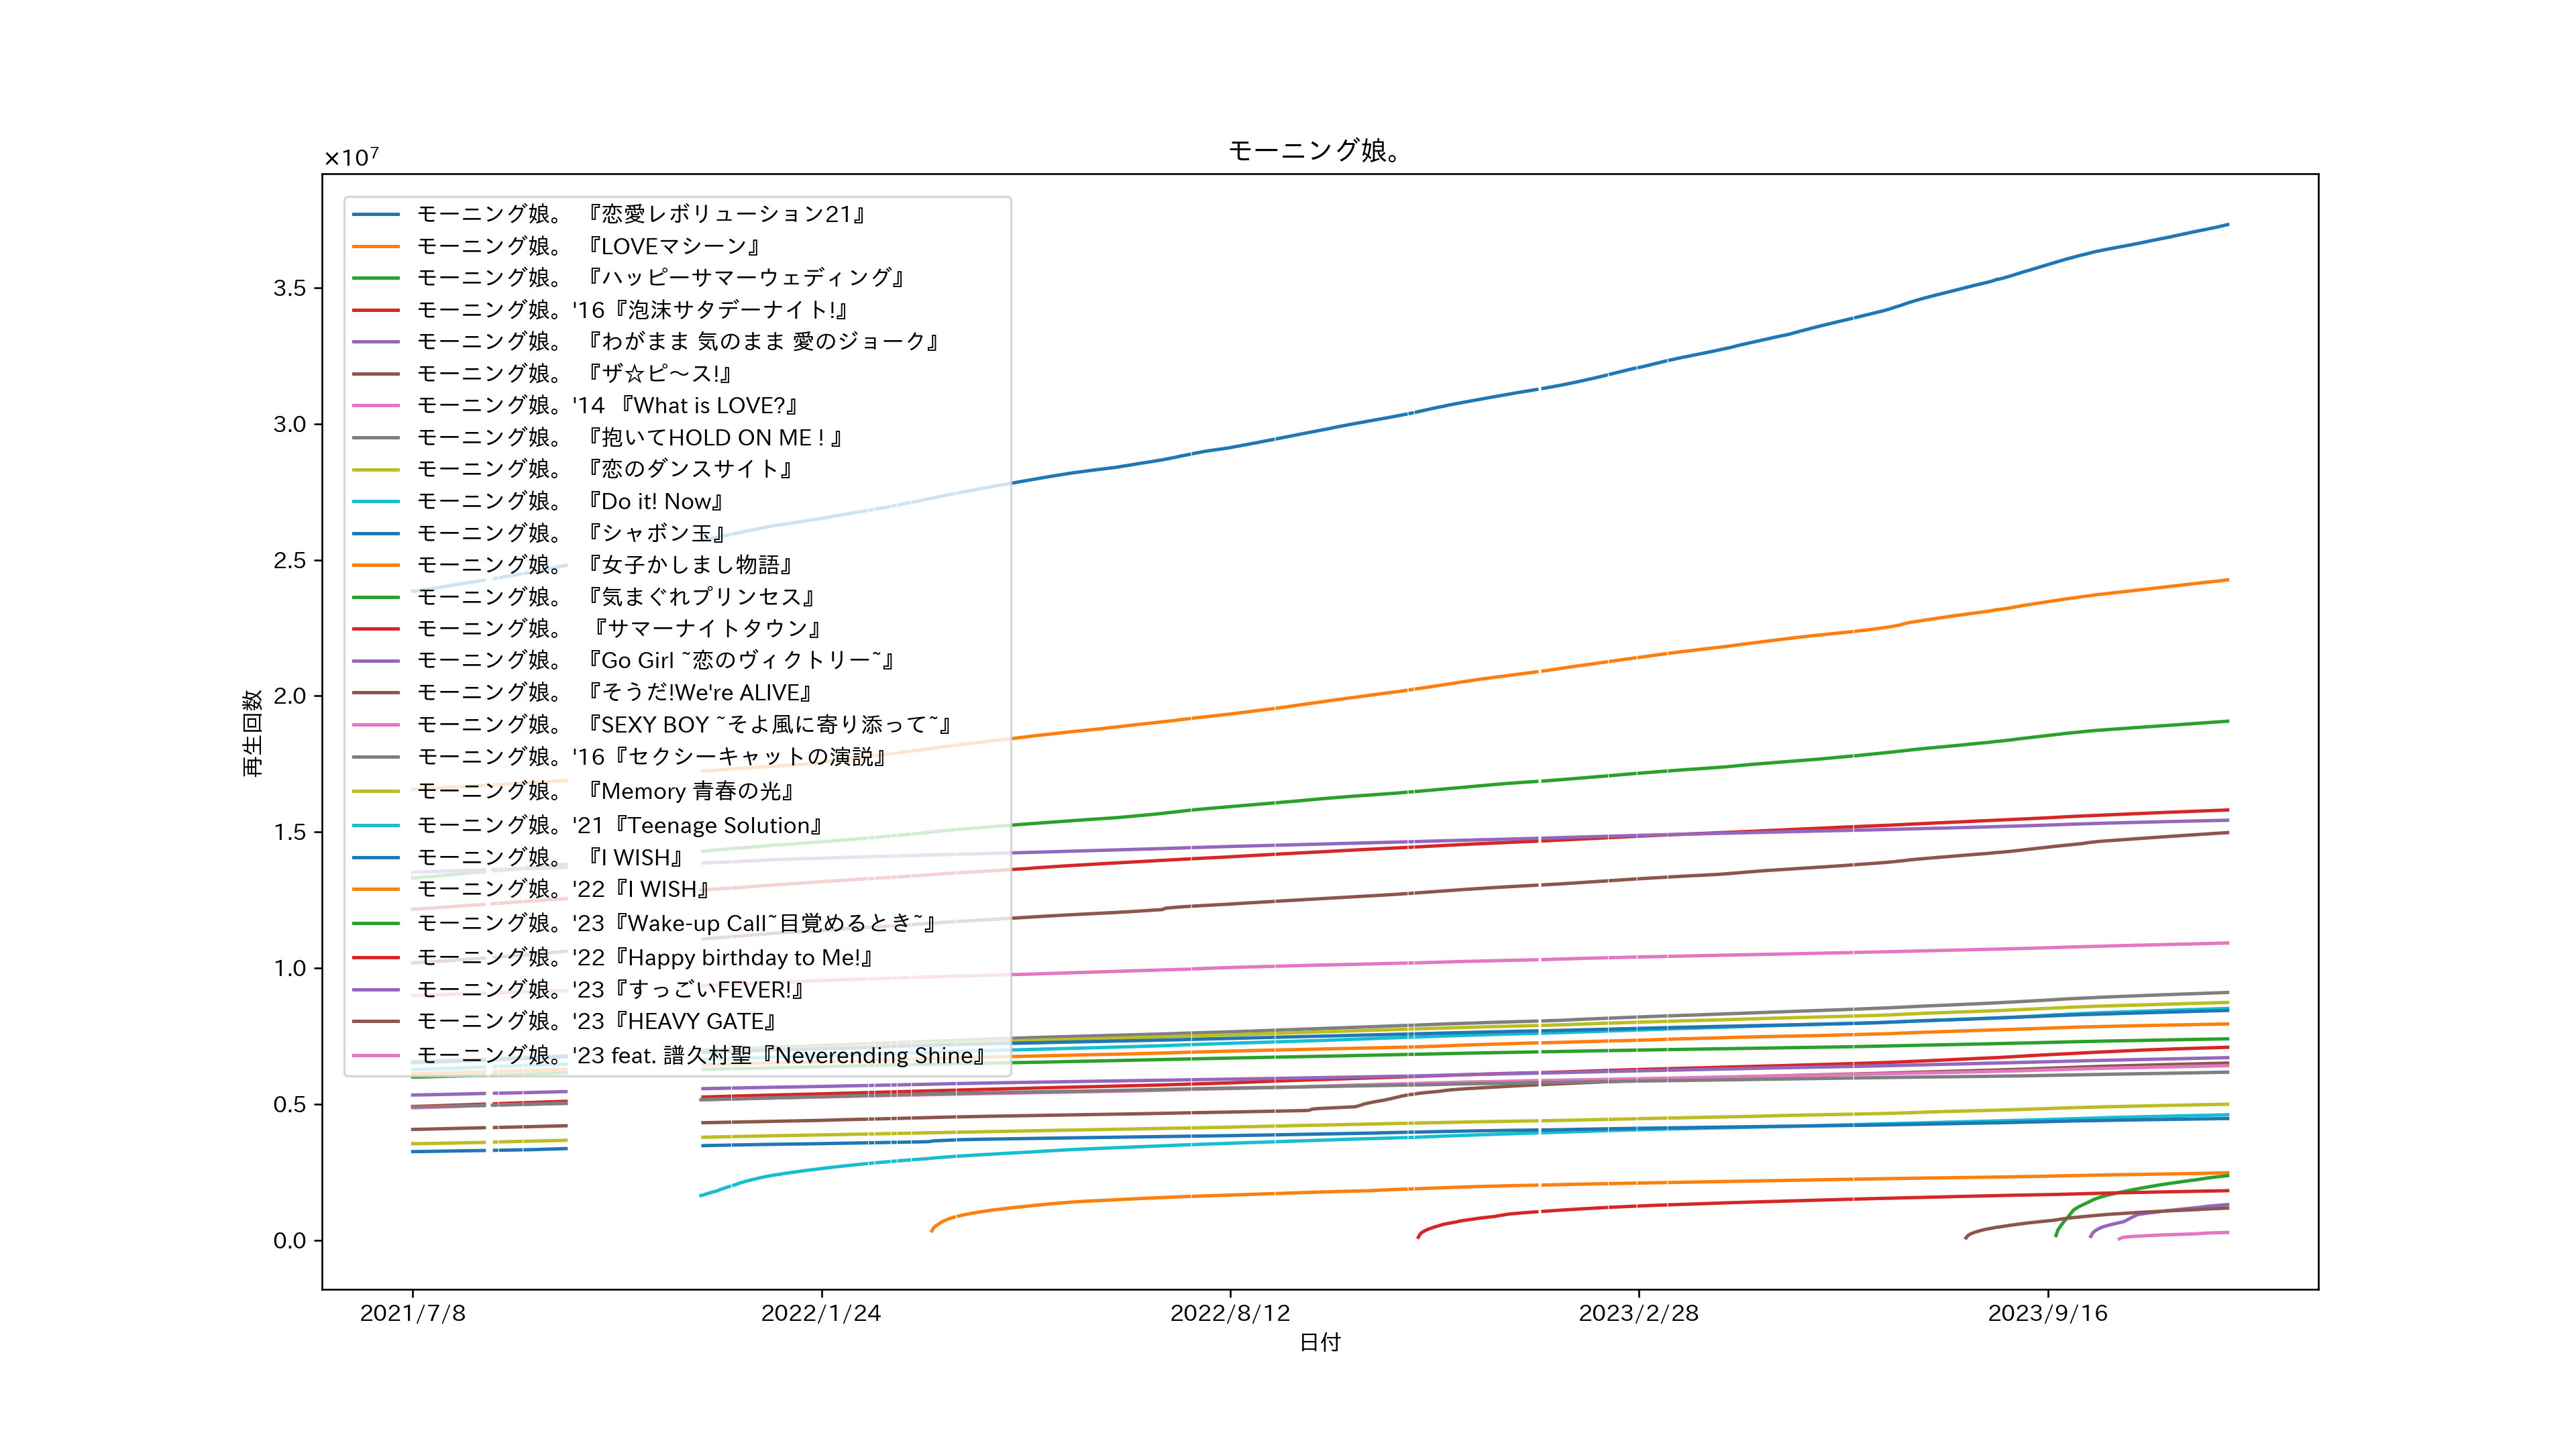 モーニング娘。
×10⁷
モーニング娘。 『恋愛レボリューション21』
モーニング娘。 『LOVEマシーン』
モーニング娘。 『ハッピーサマーウェディング』
モーニング娘。'16『泡沫サタデーナイト!』
モーニング娘。 『わがまま 気のまま 愛のジョーク』
モーニング娘。 『ザ☆ピ〜ス!』
モーニング娘。'14 『What is LOVE?』
モーニング娘。 『抱いてHOLD ON ME ! 』
モーニング娘。 『恋のダンスサイト』
モーニング娘。 『Do it! Now』
モーニング娘。 『シャボン玉』
モーニング娘。 『女子かしまし物語』
モーニング娘。 『気まぐれプリンセス』
モーニング娘。  『サマーナイトタウン』
モーニング娘。 『Go Girl ~恋のヴィクトリー~』
モーニング娘。 『そうだ!We're ALIVE』
モーニング娘。 『SEXY BOY ~そよ風に寄り添って~』
モーニング娘。'16『セクシーキャットの演説』
モーニング娘。 『Memory 青春の光』
モーニング娘。'21『Teenage Solution』
モーニング娘。 『I WISH』
モーニング娘。'22『I WISH』
モーニング娘。'23『Wake-up Call~目覚めるとき~』
モーニング娘。'22『Happy birthday to Me!』
モーニング娘。'23『すっごいFEVER!』
モーニング娘。'23『HEAVY GATE』
モーニング娘。'23 feat. 譜久村聖『Neverending Shine』
3.5
3.0
2.5
2.0
1.5
1.0
0.5
0.0
再生回数
2021/7/8
2022/1/24
2022/8/12
2023/2/28
2023/9/16
日付